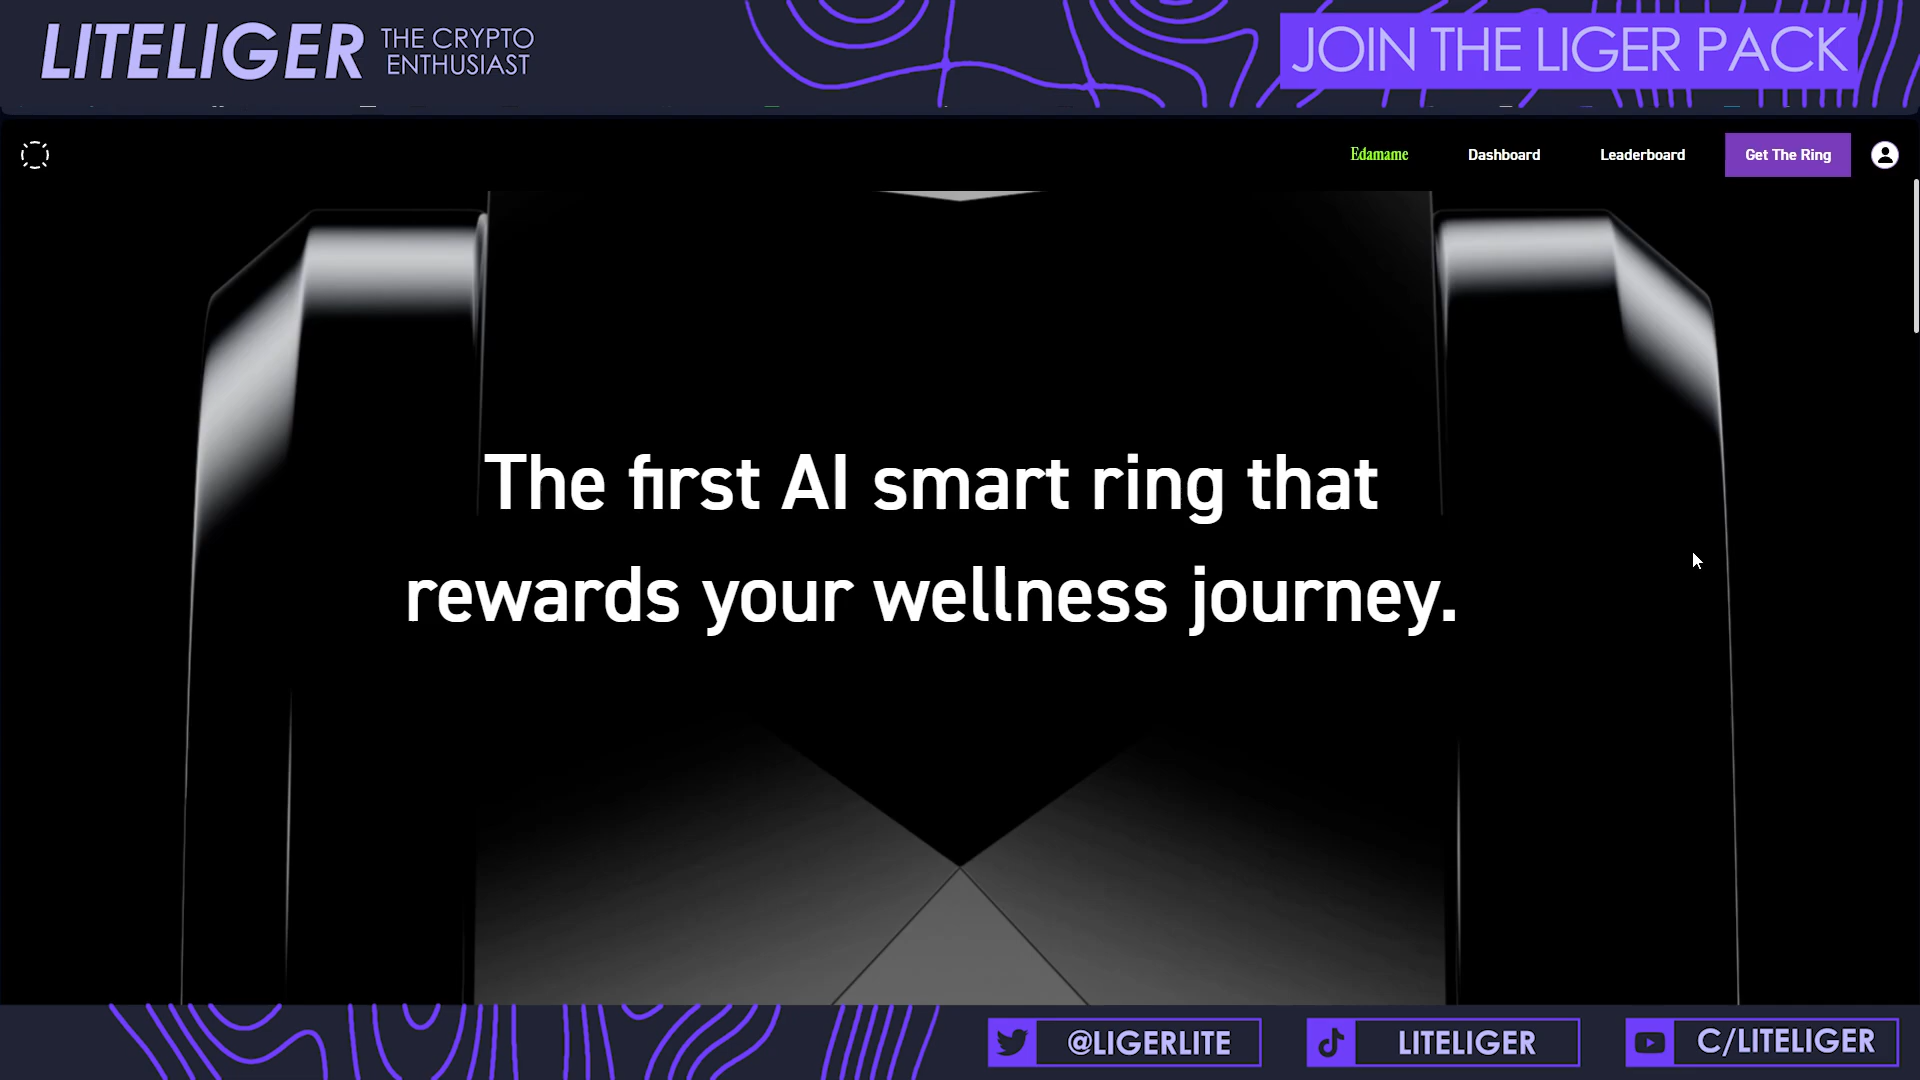 LITELIGER
THE CRYPTO
ENTHUSIAST
JOIN THE LIGER PACK
Edamame
Dashboard
Leaderboard
Get The Ring
The first AI smart ring that
rewards your wellness journey.
@LIGERLITE
LITELIGER
C/LITELIGER